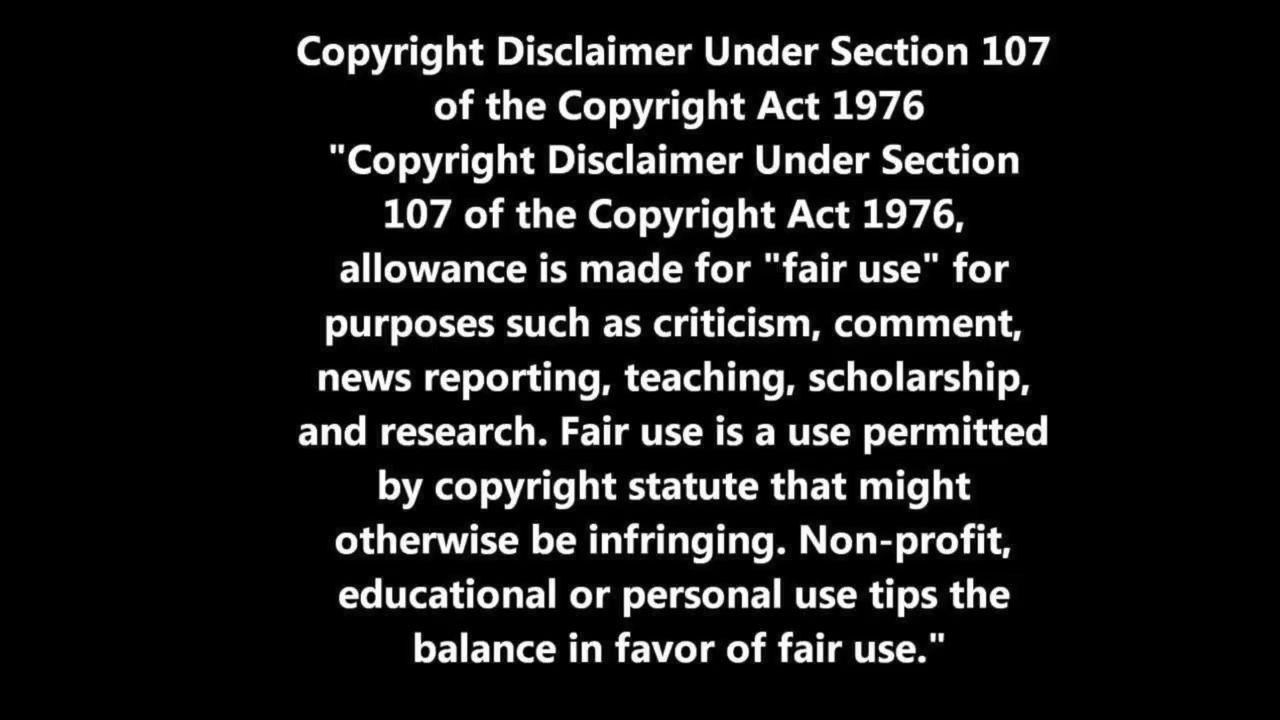 Copyright Disclaimer Under Section 107
of the Copyright Act 1976
"Copyright Disclaimer Under Section
107 of the Copyright Act 1976,
allowance is made for "fair use" for
purposes such as criticism, comment,
news reporting, teaching, scholarship,
and research. Fair use is a use permitted
by copyright statute that might
otherwise be infringing. Non-profit,
educational or personal use tips the
balance in favor of fair use."